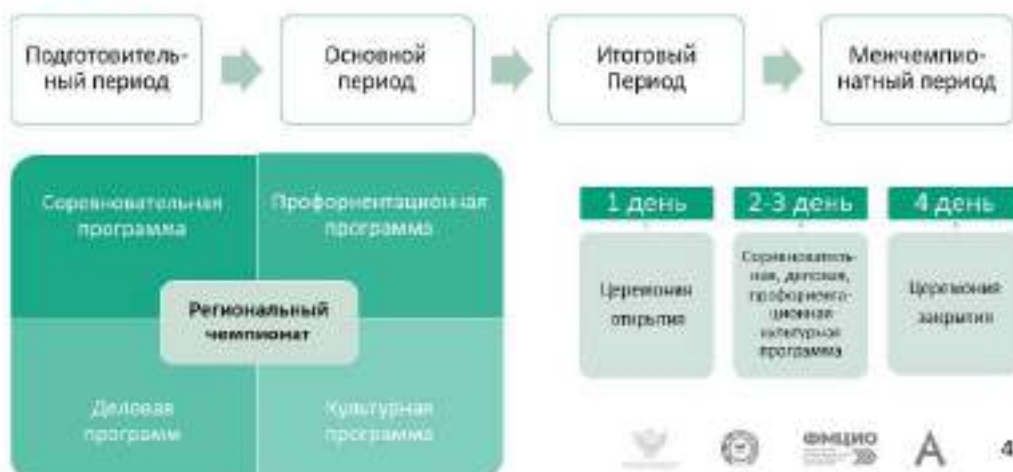 Подготовитель-
ный период
Основной
период
Итоговый
Период
Межчемпио-
натный период
Соревновательная
программа
Профориентационная
программа
Региональный
чемпионат
Деловая
программ
Культурная
программа
1 день
2-3 день
4 день
Церемония
открытия
Соревнователь-
ная, деловая,
профориента-
ционная
культурная
программа
Церемония
закрытия
ФМЦИО
А
4